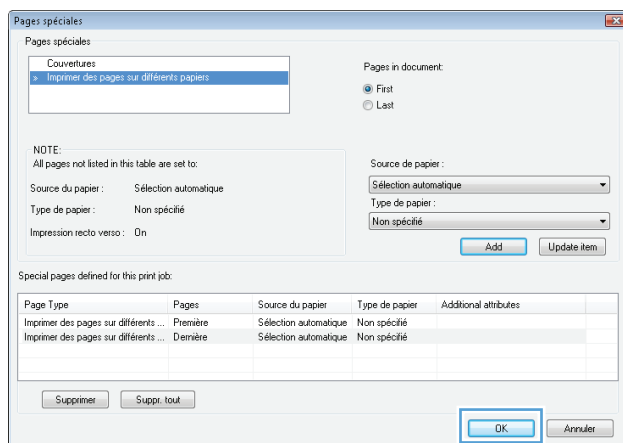 Pages spéciales
Pages spéciales
Couvertures
» Imprimer des pages sur différents papiers
Pages in document:
First
Last
NOTE:
All pages not listed in this table are set to:
Source du papier : Sélection automatique
Type de papier : Non spécifié
Impression recto verso : On
Source de papier :
Sélection automatique
Type de papier :
Non spécifié
Add Update item
Special pages defined for this print job:
Page Type Pages Source du papier Type de papier Additional attributes
Imprimer des pages sur différents ... Première Sélection automatique Non spécifié
Imprimer des pages sur différents ... Dernière Sélection automatique Non spécifié
Supprimer Suppr. tout
OK Annuler